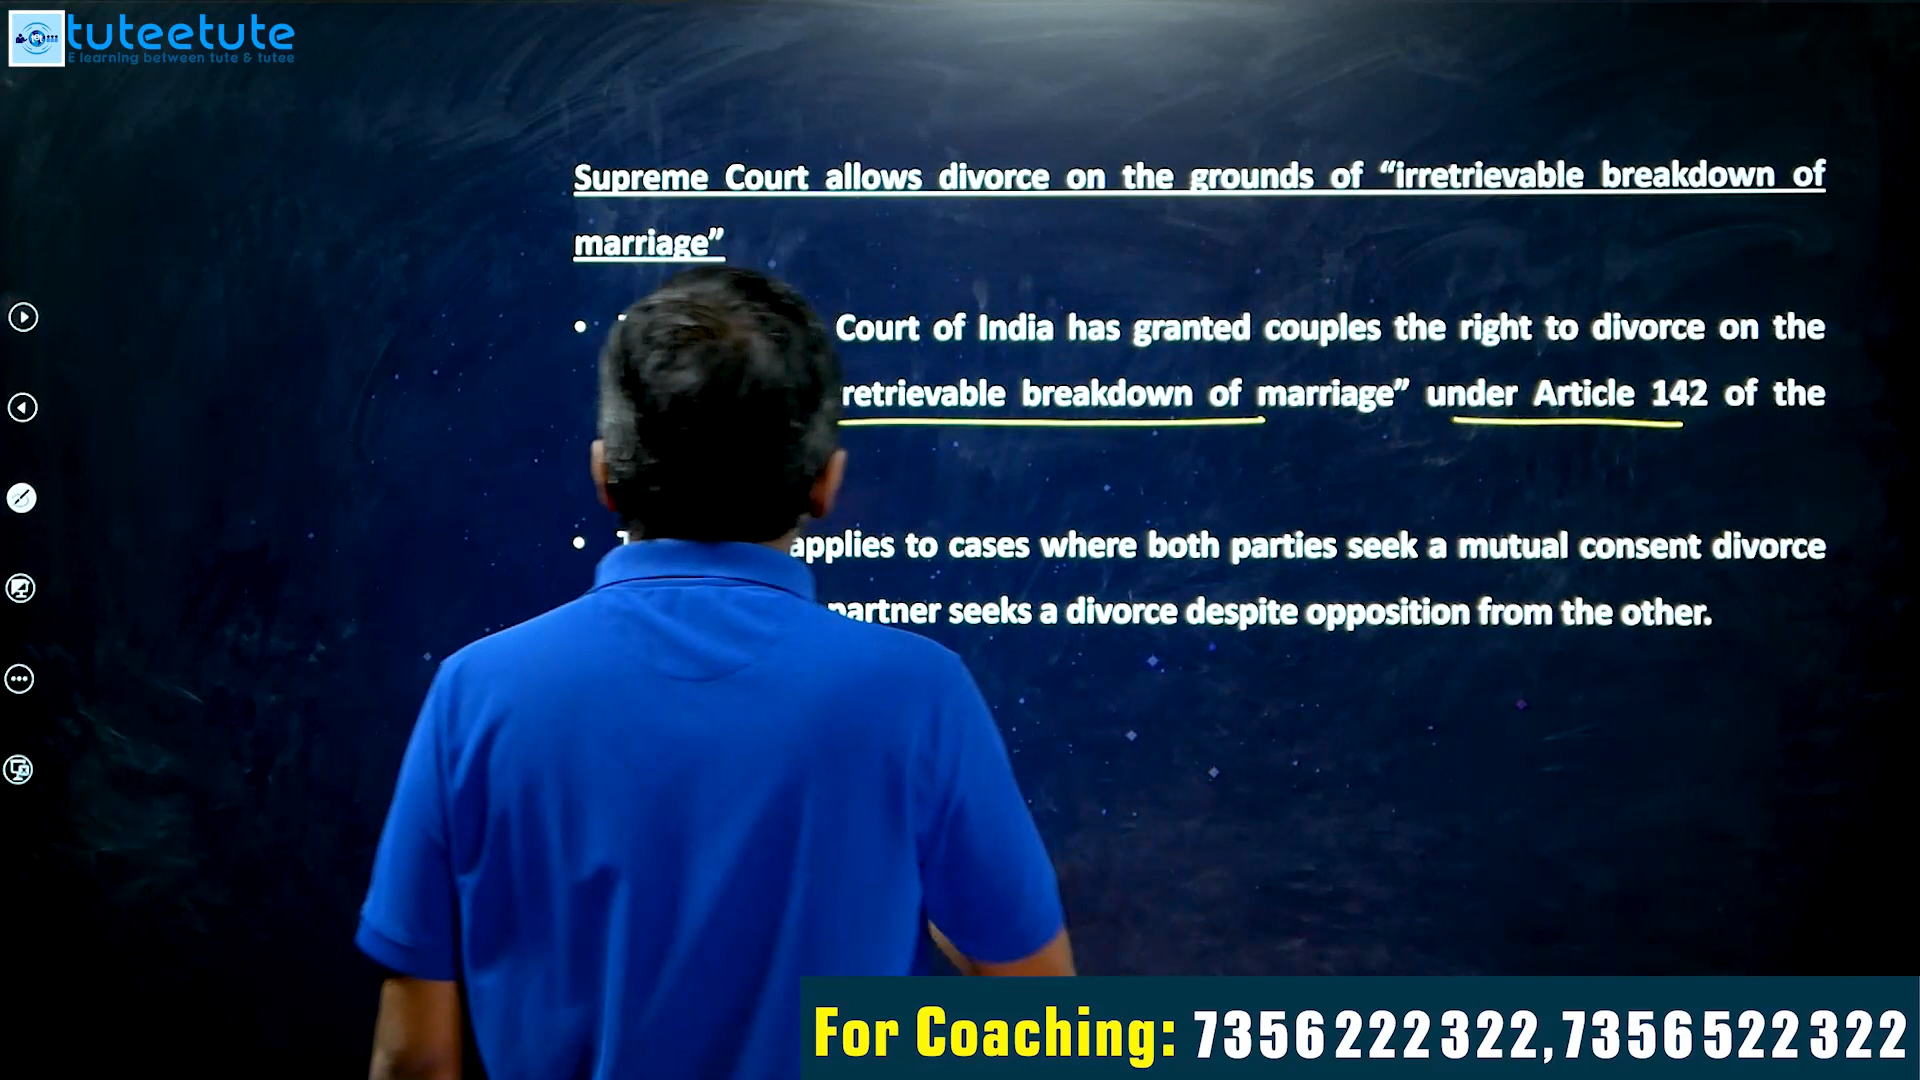 tuteetute
E learning between tute & tutee
Supreme Court allows divorce on the grounds of “irretrievable breakdown of
marriage”
• Court of India has granted couples the right to divorce on the
retrievable breakdown of marriage” under Article 142 of the
• applies to cases where both parties seek a mutual consent divorce
partner seeks a divorce despite opposition from the other.
For Coaching: 7356222322,7356522322